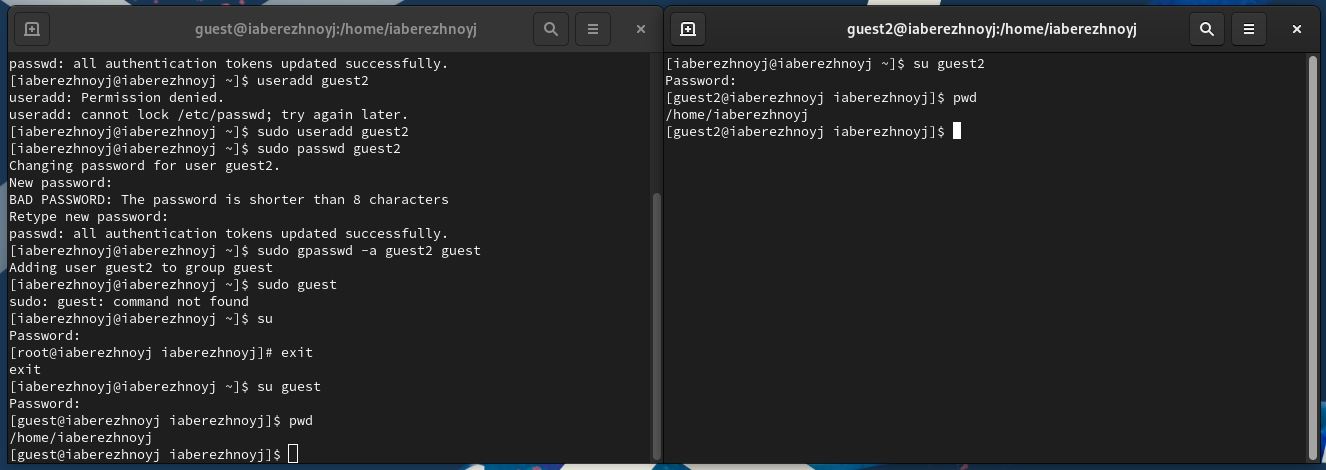 guest@iaberezhnoyj:/home/iaberezhnoyj
passwd: all authentication tokens updated successfully.
[iaberezhnoyj@iaberezhnoyj ~]$ useradd guest2
useradd: Permission denied.
useradd: cannot lock /etc/passwd; try again later.
[iaberezhnoyj@iaberezhnoyj ~]$ sudo useradd guest2
[iaberezhnoyj@iaberezhnoyj ~]$ sudo passwd guest2
Changing password for user guest2.
New password:
BAD PASSWORD: The password is shorter than 8 characters
Retype new password:
passwd: all authentication tokens updated successfully.
[iaberezhnoyj@iaberezhnoyj ~]$ sudo gpasswd -a guest2 guest
Adding user guest2 to group guest
[iaberezhnoyj@iaberezhnoyj ~]$ sudo guest
sudo: guest: command not found
[iaberezhnoyj@iaberezhnoyj ~]$ su
Password:
[root@iaberezhnoyj iaberezhnoyj]# exit
exit
[iaberezhnoyj@iaberezhnoyj ~]$ su guest
Password:
[guest@iaberezhnoyj iaberezhnoyj]$ pwd
/home/iaberezhnoyj
[guest@iaberezhnoyj iaberezhnoyj]$
guest2@iaberezhnoyj:/home/iaberezhnoyj
[iaberezhnoyj@iaberezhnoyj ~]$ su guest2
Password:
[guest2@iaberezhnoyj iaberezhnoyj]$ pwd
/home/iaberezhnoyj
[guest2@iaberezhnoyj iaberezhnoyj]$